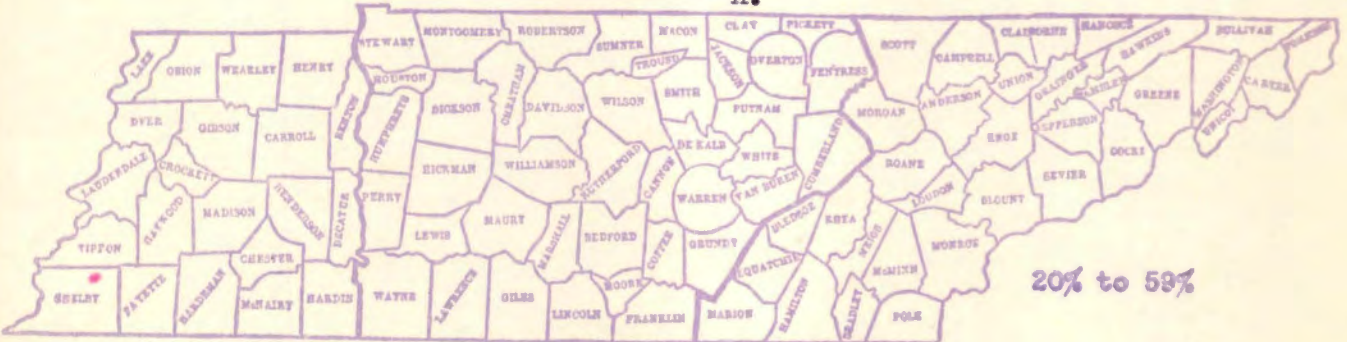 II.
CLAY PICKETT
STEWART MONTGOMERY ROBERTSON SUMNER MACON SCOTT CLAIBORNE HANCOCK HAWKINS SULLIVAN JOHNSON
LAKE OBION WEAKLEY HENRY HOUSTON CHEATHAM TROUSD JACKSON OVERTON FENTRESS CAMPBELL UNION GRAINGER HAMBLEN WASHINGTON CARTER
DYER GIBSON CARROLL BENTON HUMPHREYS DICKSON DAVIDSON WILSON SMITH PUTNAM MORGAN ANDERSON KNOX JEFFERSON GREENE UNICOI
LAUDERDALE CROCKETT HICKMAN WILLIAMSON RUTHERFORD CANNON DE KALB WHITE CUMBERLAND ROANE COCKE
TIPTON HAYWOOD MADISON HENDERSON DECATUR PERRY LEWIS MAURY MARSHALL BEDFORD COFFEE WARREN VAN BUREN GRUNDY BLEDSOE RHEA MEIGS LOUDON BLOUNT SEVIER
CHESTER MOORE SEQUATCHIE McMINN MONROE
SHELBY FAYETTE HARDEMAN McNAIRY HARDIN WAYNE LAWRENCE GILES LINCOLN FRANKLIN MARION HAMILTON BRADLEY POLK
20% to 59%